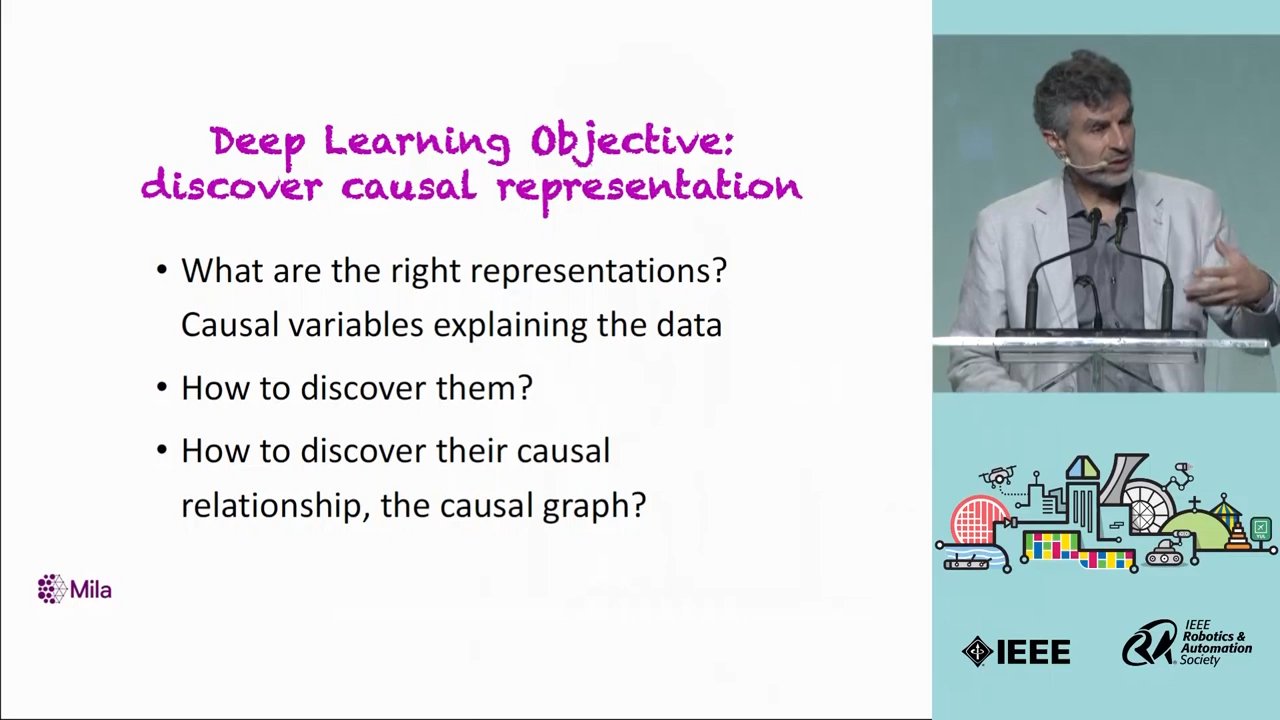 Deep Learning Objective:
discover causal representation
• What are the right representations?
Causal variables explaining the data
• How to discover them?
• How to discover their causal
relationship, the causal graph?
Mila
YUL
IEEE
IEEE
Robotics &
Automation
Society